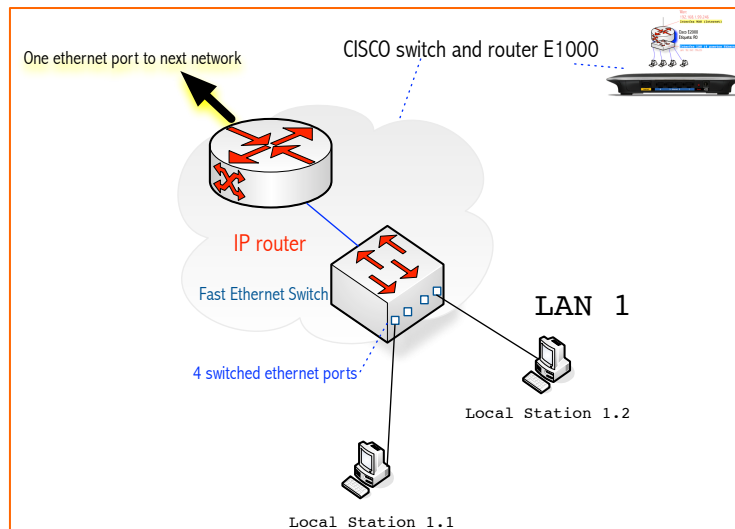 One ethernet port to next network
CISCO switch and router E1000
IP router
Fast Ethernet Switch
LAN 1
4 switched ethernet ports
Local Station 1.2
Local Station 1.1